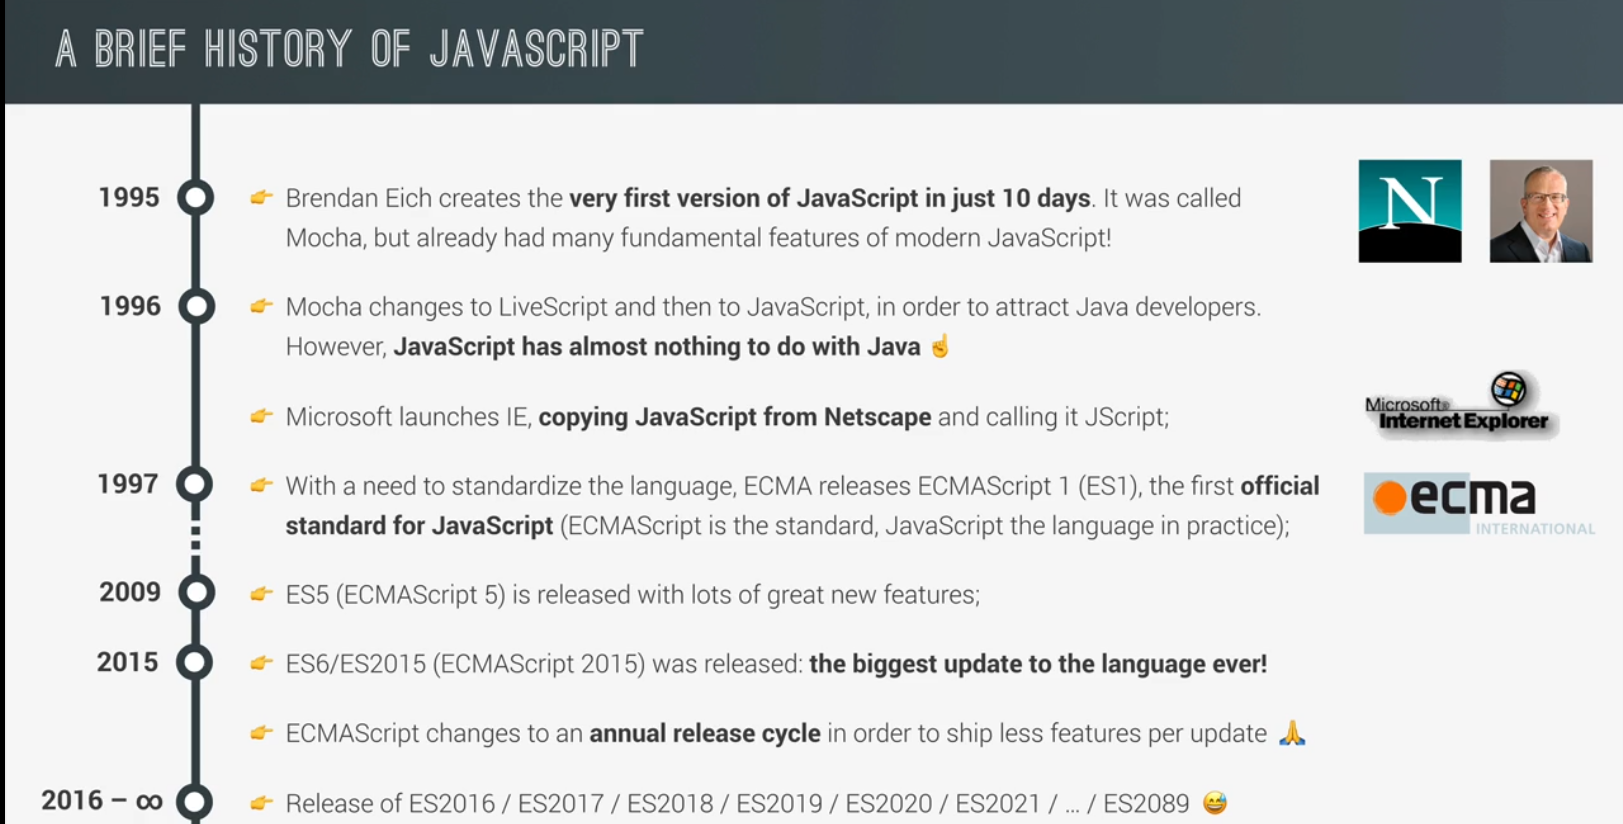 A BRIEF HISTORY OF JAVASCRIPT
1995
👉 Brendan Eich creates the very first version of JavaScript in just 10 days. It was called
Mocha, but already had many fundamental features of modern JavaScript!
N
1996
👉 Mocha changes to LiveScript and then to JavaScript, in order to attract Java developers.
However, JavaScript has almost nothing to do with Java ☝️
👉 Microsoft launches IE, copying JavaScript from Netscape and calling it JScript;
Microsoft®
Internet Explorer
1997
👉 With a need to standardize the language, ECMA releases ECMAScript 1 (ES1), the first official
standard for JavaScript (ECMAScript is the standard, JavaScript the language in practice);
ecma
INTERNATIONAL
2009
👉 ES5 (ECMAScript 5) is released with lots of great new features;
2015
👉 ES6/ES2015 (ECMAScript 2015) was released: the biggest update to the language ever!
👉 ECMAScript changes to an annual release cycle in order to ship less features per update 🙏
2016 – ∞
👉 Release of ES2016 / ES2017 / ES2018 / ES2019 / ES2020 / ES2021 / ... / ES2089 😅